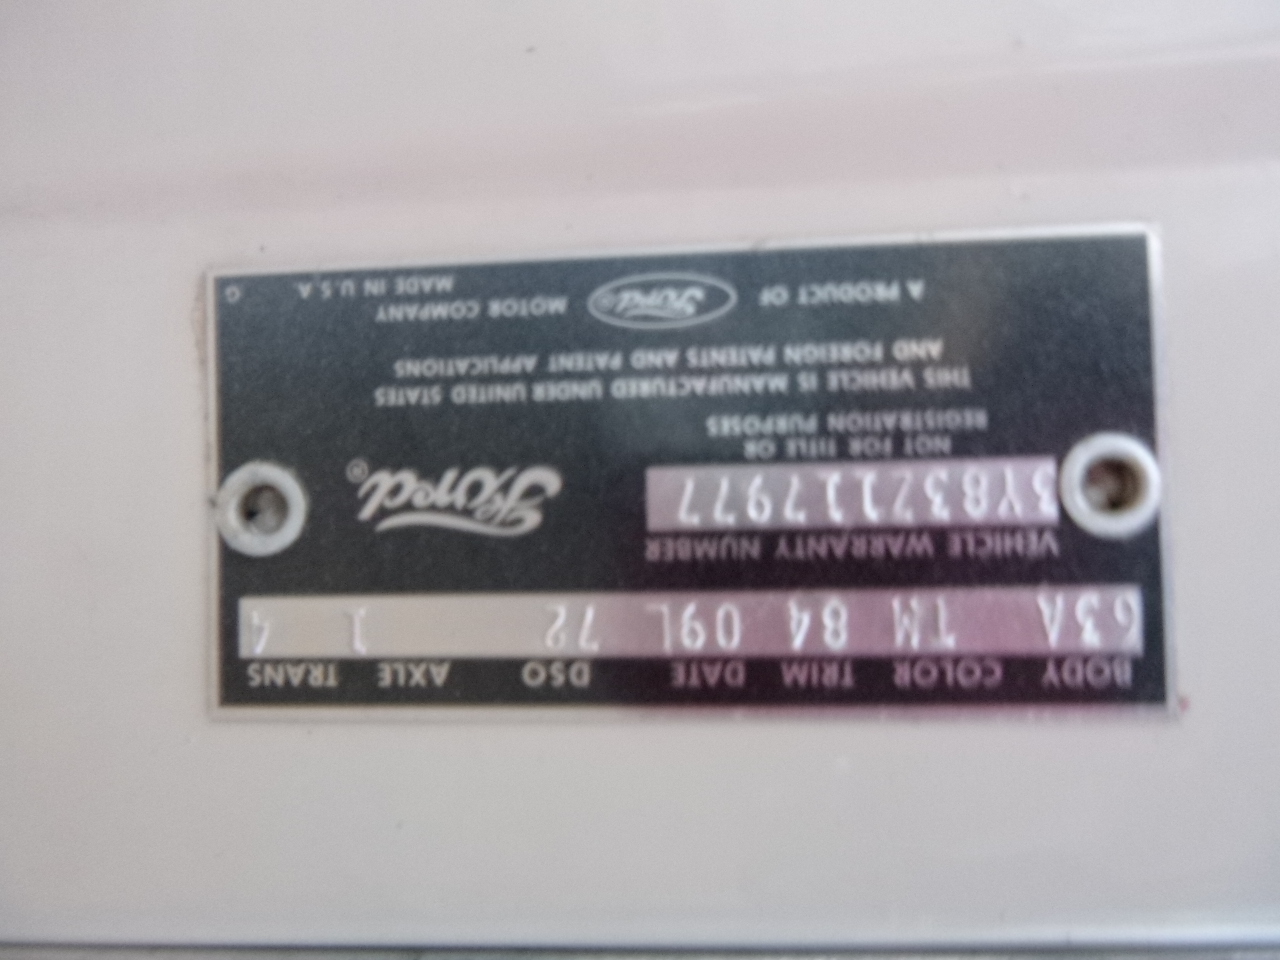 BODY COLOR TRIM DATE DSO AXLE TRANS
63A TM 84 09L 72 1 4
VEHICLE WARRANTY NUMBER
3Y83Z117977
Ford®
NOT FOR TITLE OR
REGISTRATION PURPOSES
THIS VEHICLE IS MANUFACTURED UNDER UNITED STATES
AND FOREIGN PATENTS AND PATENT APPLICATIONS
A PRODUCT OF Ford® MOTOR COMPANY
MADE IN U.S.A. G